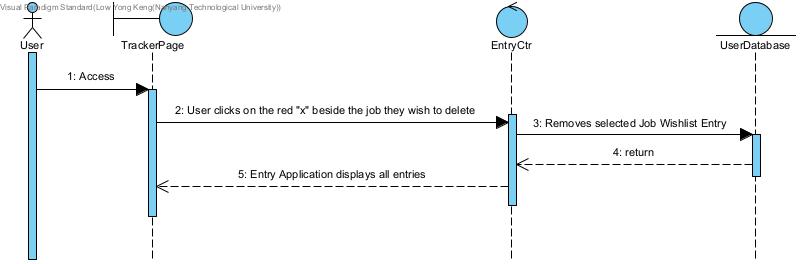 Visual Paradigm Standard(Low Yong Keng(Nanyang Technological University))
User
TrackerPage
EntryCtr
UserDatabase
1: Access
2: User clicks on the red "x" beside the job they wish to delete
3: Removes selected Job Wishlist Entry
4: return
5: Entry Application displays all entries